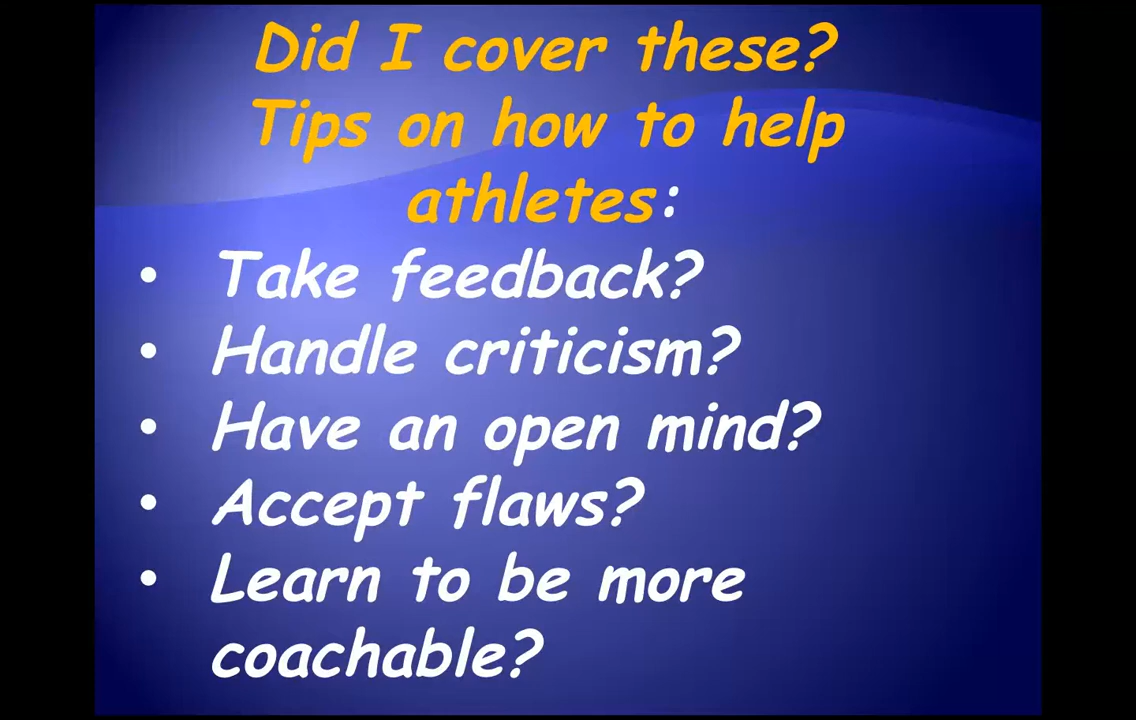 Did I cover these?
Tips on how to help
athletes:
• Take feedback?
• Handle criticism?
• Have an open mind?
• Accept flaws?
• Learn to be more
coachable?